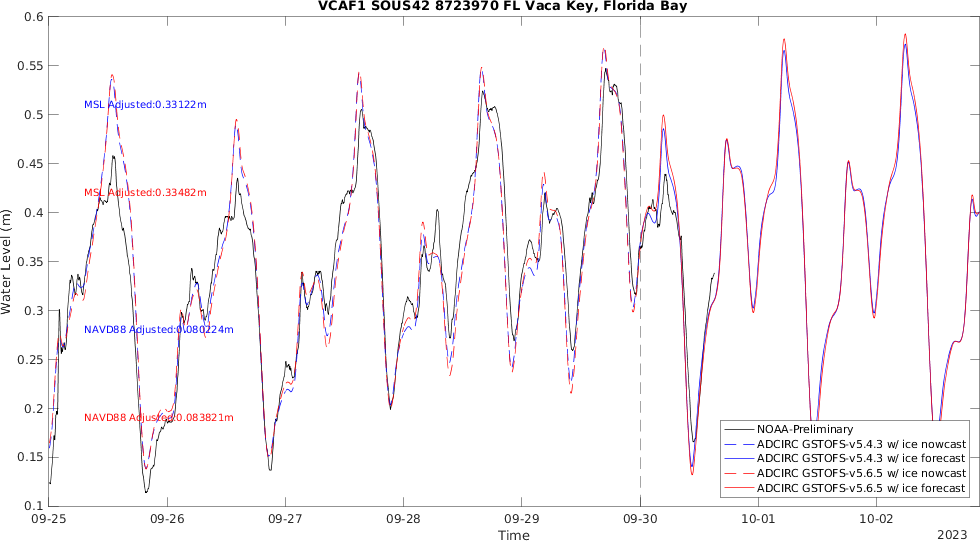 VCAF1 SOUS42 8723970 FL Vaca Key, Florida Bay
0.6
0.55
0.5
0.45
0.4
0.35
0.3
0.25
0.2
0.15
0.1
Water Level (m)
MSL Adjusted:0.33122m
MSL Adjusted:0.33482m
NAVD88 Adjusted:0.080224m
NAVD88 Adjusted:0.083821m
NOAA-Preliminary
ADCIRC GSTOFS-v5.4.3 w/ ice nowcast
ADCIRC GSTOFS-v5.4.3 w/ ice forecast
ADCIRC GSTOFS-v5.6.5 w/ ice nowcast
ADCIRC GSTOFS-v5.6.5 w/ ice forecast
09-25 09-26 09-27 09-28 09-29 09-30 10-01 10-02
Time
2023